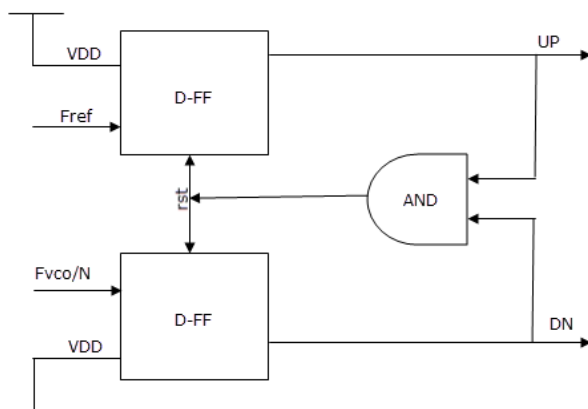 VDD
UP
D-FF
Fref
rst
AND
Fvco/N
D-FF
DN
VDD